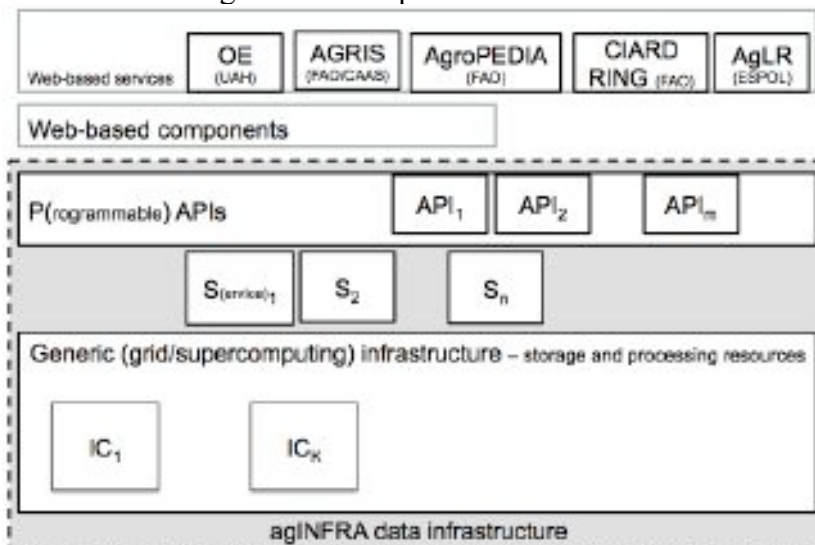 OE AGRIS AgroPEDIA CIARD AgLR
Web-based services (UAH) (FAO/CAAS) (FAO) RING (FAO) (ESPOL)
Web-based components
P(rogrammable) APIs API1 API2 APIm
S(ervice)1 S2 Sn
Generic (grid/supercomputing) infrastructure – storage and processing resources
IC1 ICK
agINFRA data infrastructure